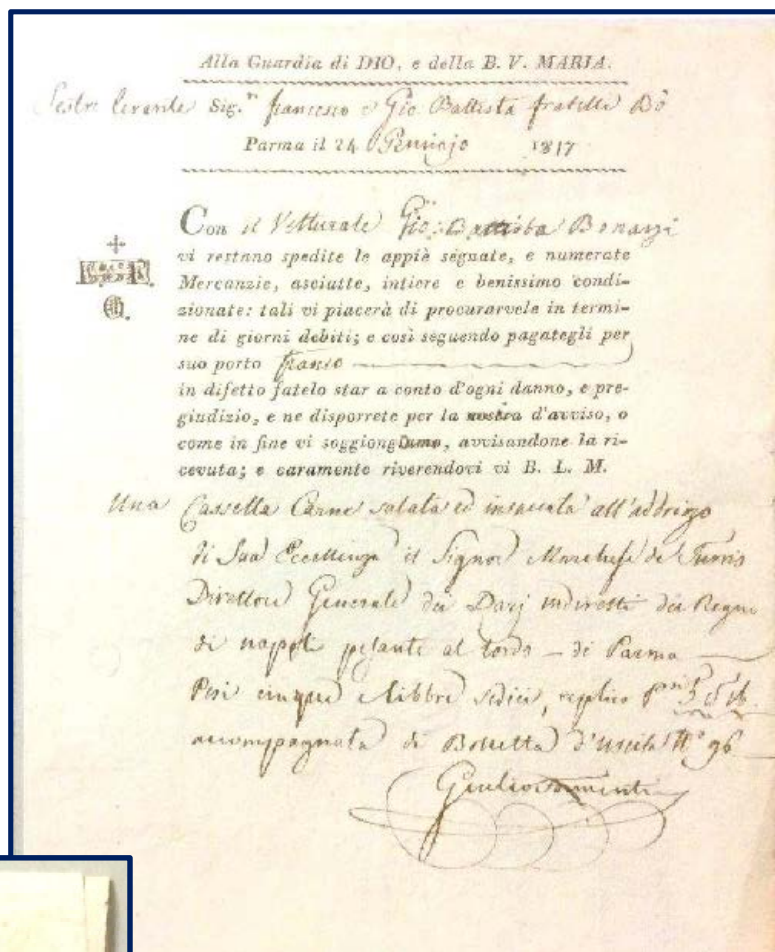 Alla Guardia di DIO, e della B. V. MARIA.
Sestri Levante Sig.ri francesco e Gio Battista fratelli Bò
Parma il 24 Gennajo 1817
Con il Vetturale Gio: Battista Bonazzi
vi restano spedite le appiè segnate, e numerate
Mercanzie, asciutte, intiere e benissimo condi-
zionate: tali vi piacerà di procurarvele in termi-
ne di giorni debiti; e così seguendo pagategli per
suo porto franco
in difetto fatelo star a conto d'ogni danno, e pre-
giudizio, e ne disporrete per la nostra d'avviso, o
come in fine vi soggiong
avvisandone la ri-
cevuta; e caramente riverendovi vi B. L. M.
Una Cassetta Carne salata ed insaccata all'addrizzo
di Sua Eccellenza il Signor Marchese de Turris
Direttore Generale dei Dazj indiretti del Regno
di napoli pesante al lordo - di Parma
Pesi cinque e libbre sedici, replico
accompagnata di Bolletta d'uscita N.o 96